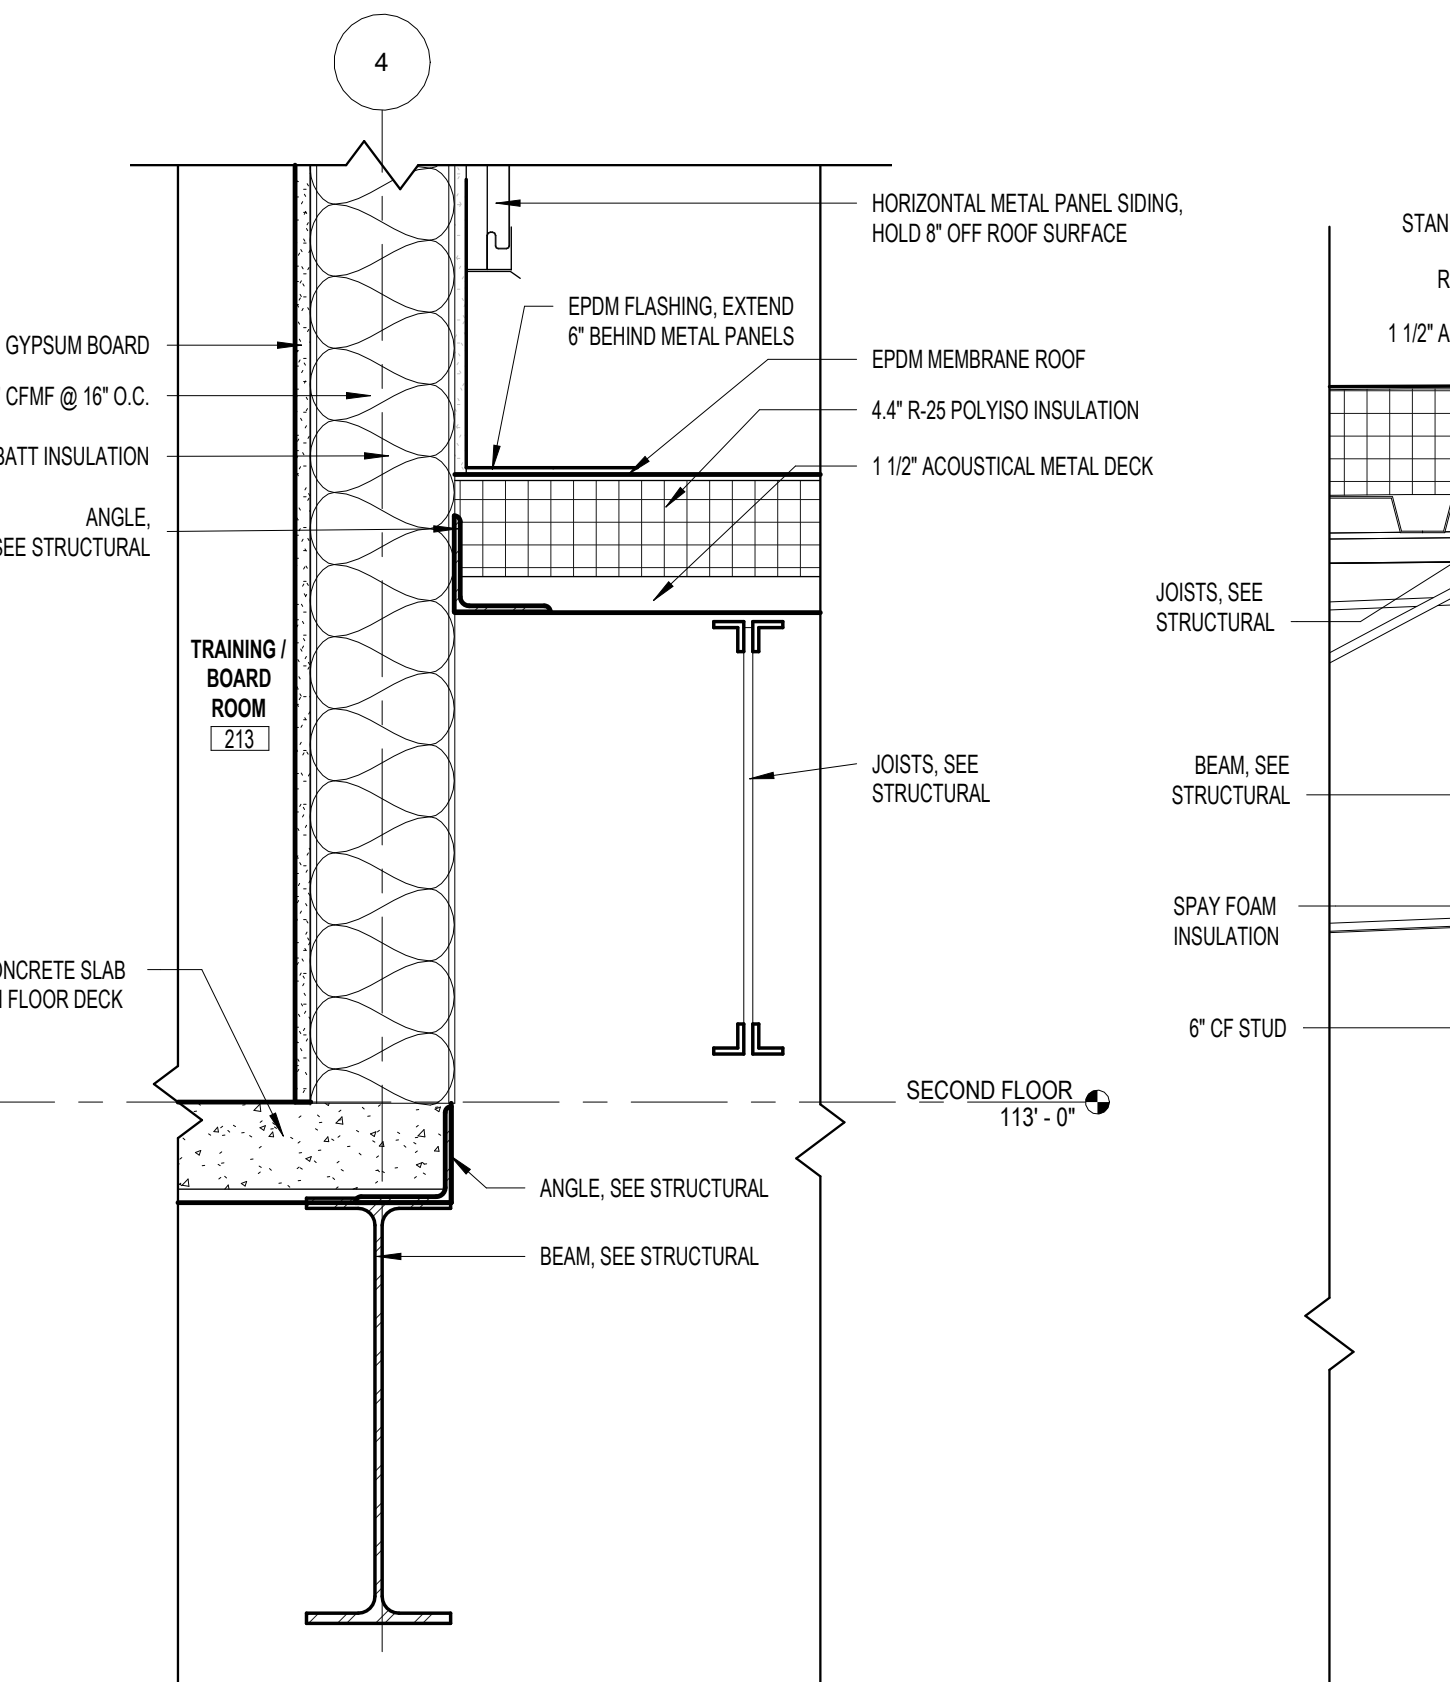 4
HORIZONTAL METAL PANEL SIDING,
HOLD 8" OFF ROOF SURFACE
EPDM FLASHING, EXTEND
6" BEHIND METAL PANELS
EPDM MEMBRANE ROOF
4.4" R-25 POLYISO INSULATION
1 1/2" ACOUSTICAL METAL DECK
GYPSUM BOARD
CFMF @ 16" O.C.
BATT INSULATION
ANGLE,
SEE STRUCTURAL
TRAINING /
BOARD
ROOM
213
JOISTS, SEE
STRUCTURAL
ONCRETE SLAB
FLOOR DECK
SECOND FLOOR
113' - 0"
ANGLE, SEE STRUCTURAL
BEAM, SEE STRUCTURAL
STAN
R
1 1/2" A
JOISTS, SEE
STRUCTURAL
BEAM, SEE
STRUCTURAL
SPAY FOAM
INSULATION
6" CF STUD